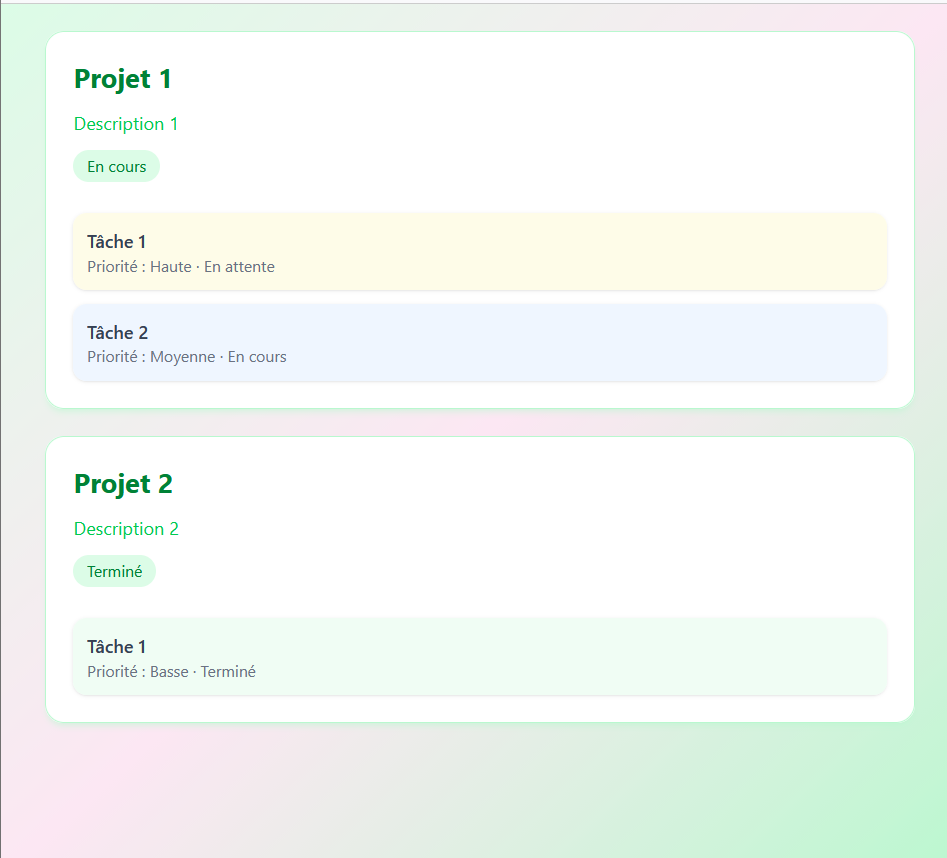 Projet 1
Description 1
En cours
Tâche 1
Priorité : Haute · En attente
Tâche 2
Priorité : Moyenne · En cours
Projet 2
Description 2
Terminé
Tâche 1
Priorité : Basse · Terminé